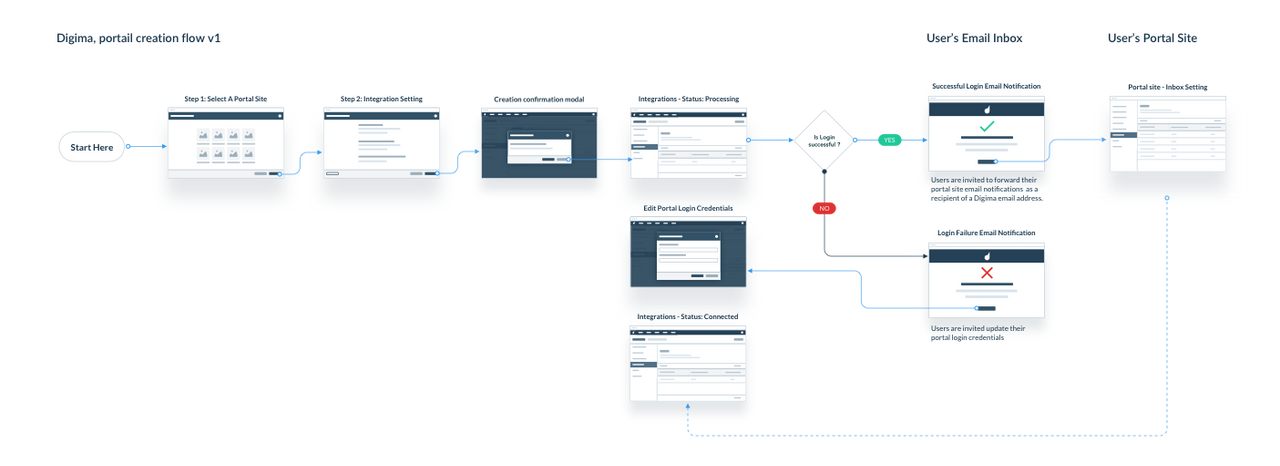 Digima, portail creation flow v1
User's Email Inbox
User's Portal Site
Start Here
Step 1: Select A Portal Site
Step 2: Integration Setting
Creation confirmation modal
Integrations - Status: Processing
Is Login
successful ?
YES
NO
Successful Login Email Notification
Users are invited to forward their
portal site email notifications as a
recipient of a Digima email address.
Portal site - Inbox Setting
Edit Portal Login Credentials
Login Failure Email Notification
Users are invited update their
portal login credentials
Integrations - Status: Connected